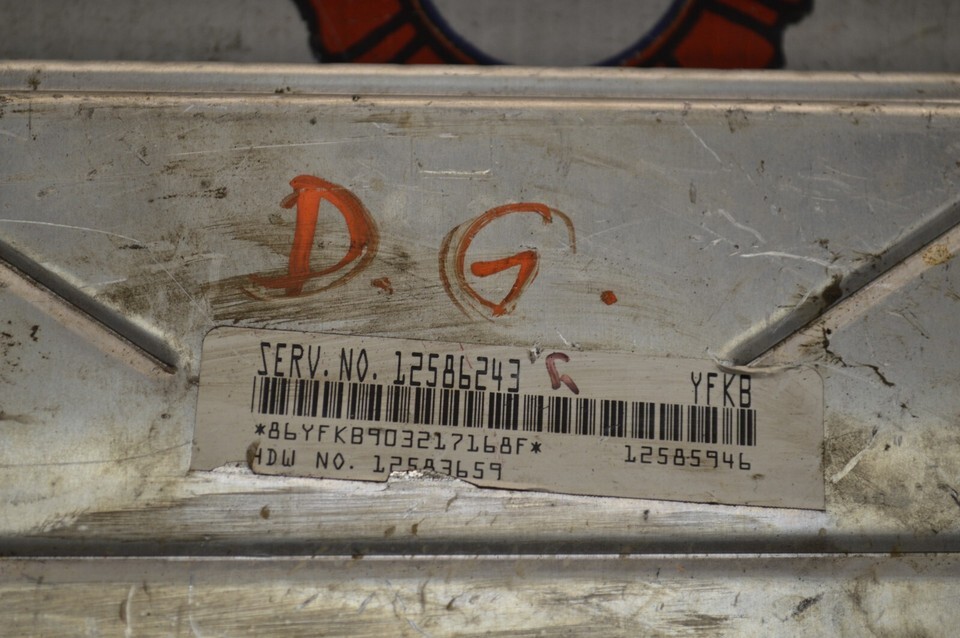 D. G.
SERV. NO. 12586243 G YFKB
*86YFKB903217168F* 12585946
HDW NO. 12583659